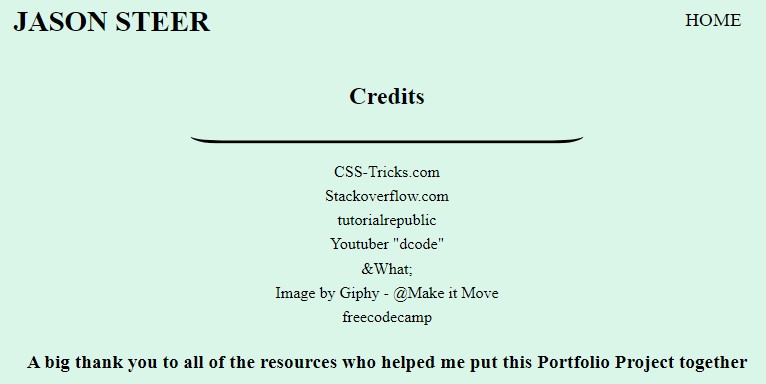 JASON STEER
HOME
Credits
CSS-Tricks.com
Stackoverflow.com
tutorialrepublic
Youtuber "dcode"
&What;
Image by Giphy - @Make it Move
freecodecamp
A big thank you to all of the resources who helped me put this Portfolio Project together